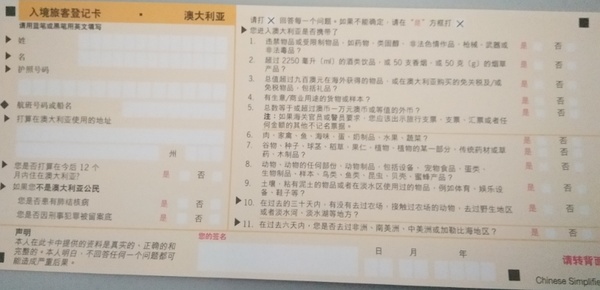 入境旅客登记卡 • 澳大利亚
请用蓝笔或黑笔用英文填写
姓
名
护照号码
航班号码或船名
打算在澳大利亚使用的地址
州
您是否打算在今后 12 个
月内住在澳大利亚? 是 否
如果您不是澳大利亚公民
您是否患有肺结核病 是 否
您是否因刑事犯罪被留案底 是 否
请打 X 回答每一个问题。如果不能确定，请在 "是" 方框打 X
您进入澳大利亚是否携带了
1. 违禁物品或受限制物品，如药物、类固醇、非法色情作品、枪械、武器或非法毒品? 是 否
2. 超过 2250 毫升（ml）的酒类饮品，或 50 支香烟，或 50 克（g）的烟草产品? 是 否
3. 总值超过九百澳元在海外获得的物品，或在澳大利亚购买的免关税及/或免税物品，包括礼品? 是 否
4. 有生意/商业用途的货物或样本? 是 否
5. 总数等于或超过澳币一万元澳币或等值的外币? 是 否
注：如果海关官员或警员要求，您应该出示旅行支票、支票、汇票或者任何金额的其他不记名票据。
6. 肉、家禽、鱼、海味、蛋、奶制品、水果、蔬菜? 是 否
7. 谷物、种子、球茎、稻草、果仁、植物、植物的某一部份、传统药材或草药、木制品? 是 否
8. 动物、动物的任何部份、动物制品，包括设备、宠物食品、蛋类、生物制品、样本、鸟类、鱼类、昆虫、贝壳、蜜蜂产品? 是 否
9. 土壤、粘有泥土的物品或者在淡水区使用过的物品，例如体育、娱乐设备、鞋子等? 是 否
10. 在过去的三十天内，有没有去过农场、接触过农场的动物、去过野生地区或者淡水河、淡水湖等地方? 是 否
11. 在过去六天内，您是否去过非洲、南美洲、中美洲或加勒比海地区? 是 否
声明
本人在此卡中提供的资料是真实的、正确的和
完整的。本人明白，不回答任何一个问题都可
能造成严重后果。
您的签名
日 月 年
请转背
Chinese Simplifie